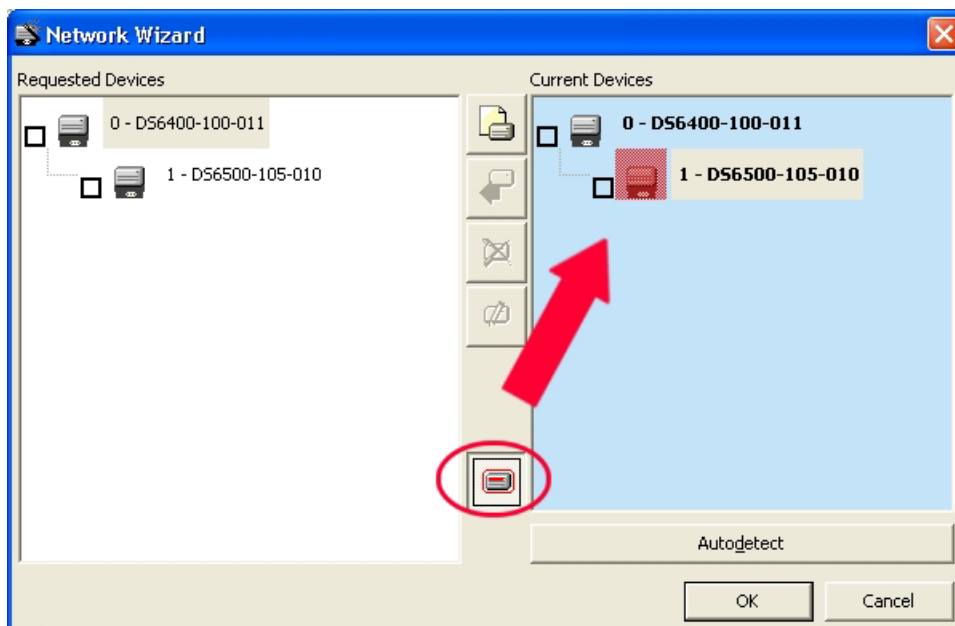 Network Wizard
Requested Devices
Current Devices
0 - DS6400-100-011
1 - DS6500-105-010
0 - DS6400-100-011
1 - DS6500-105-010
Autodetect
OK
Cancel